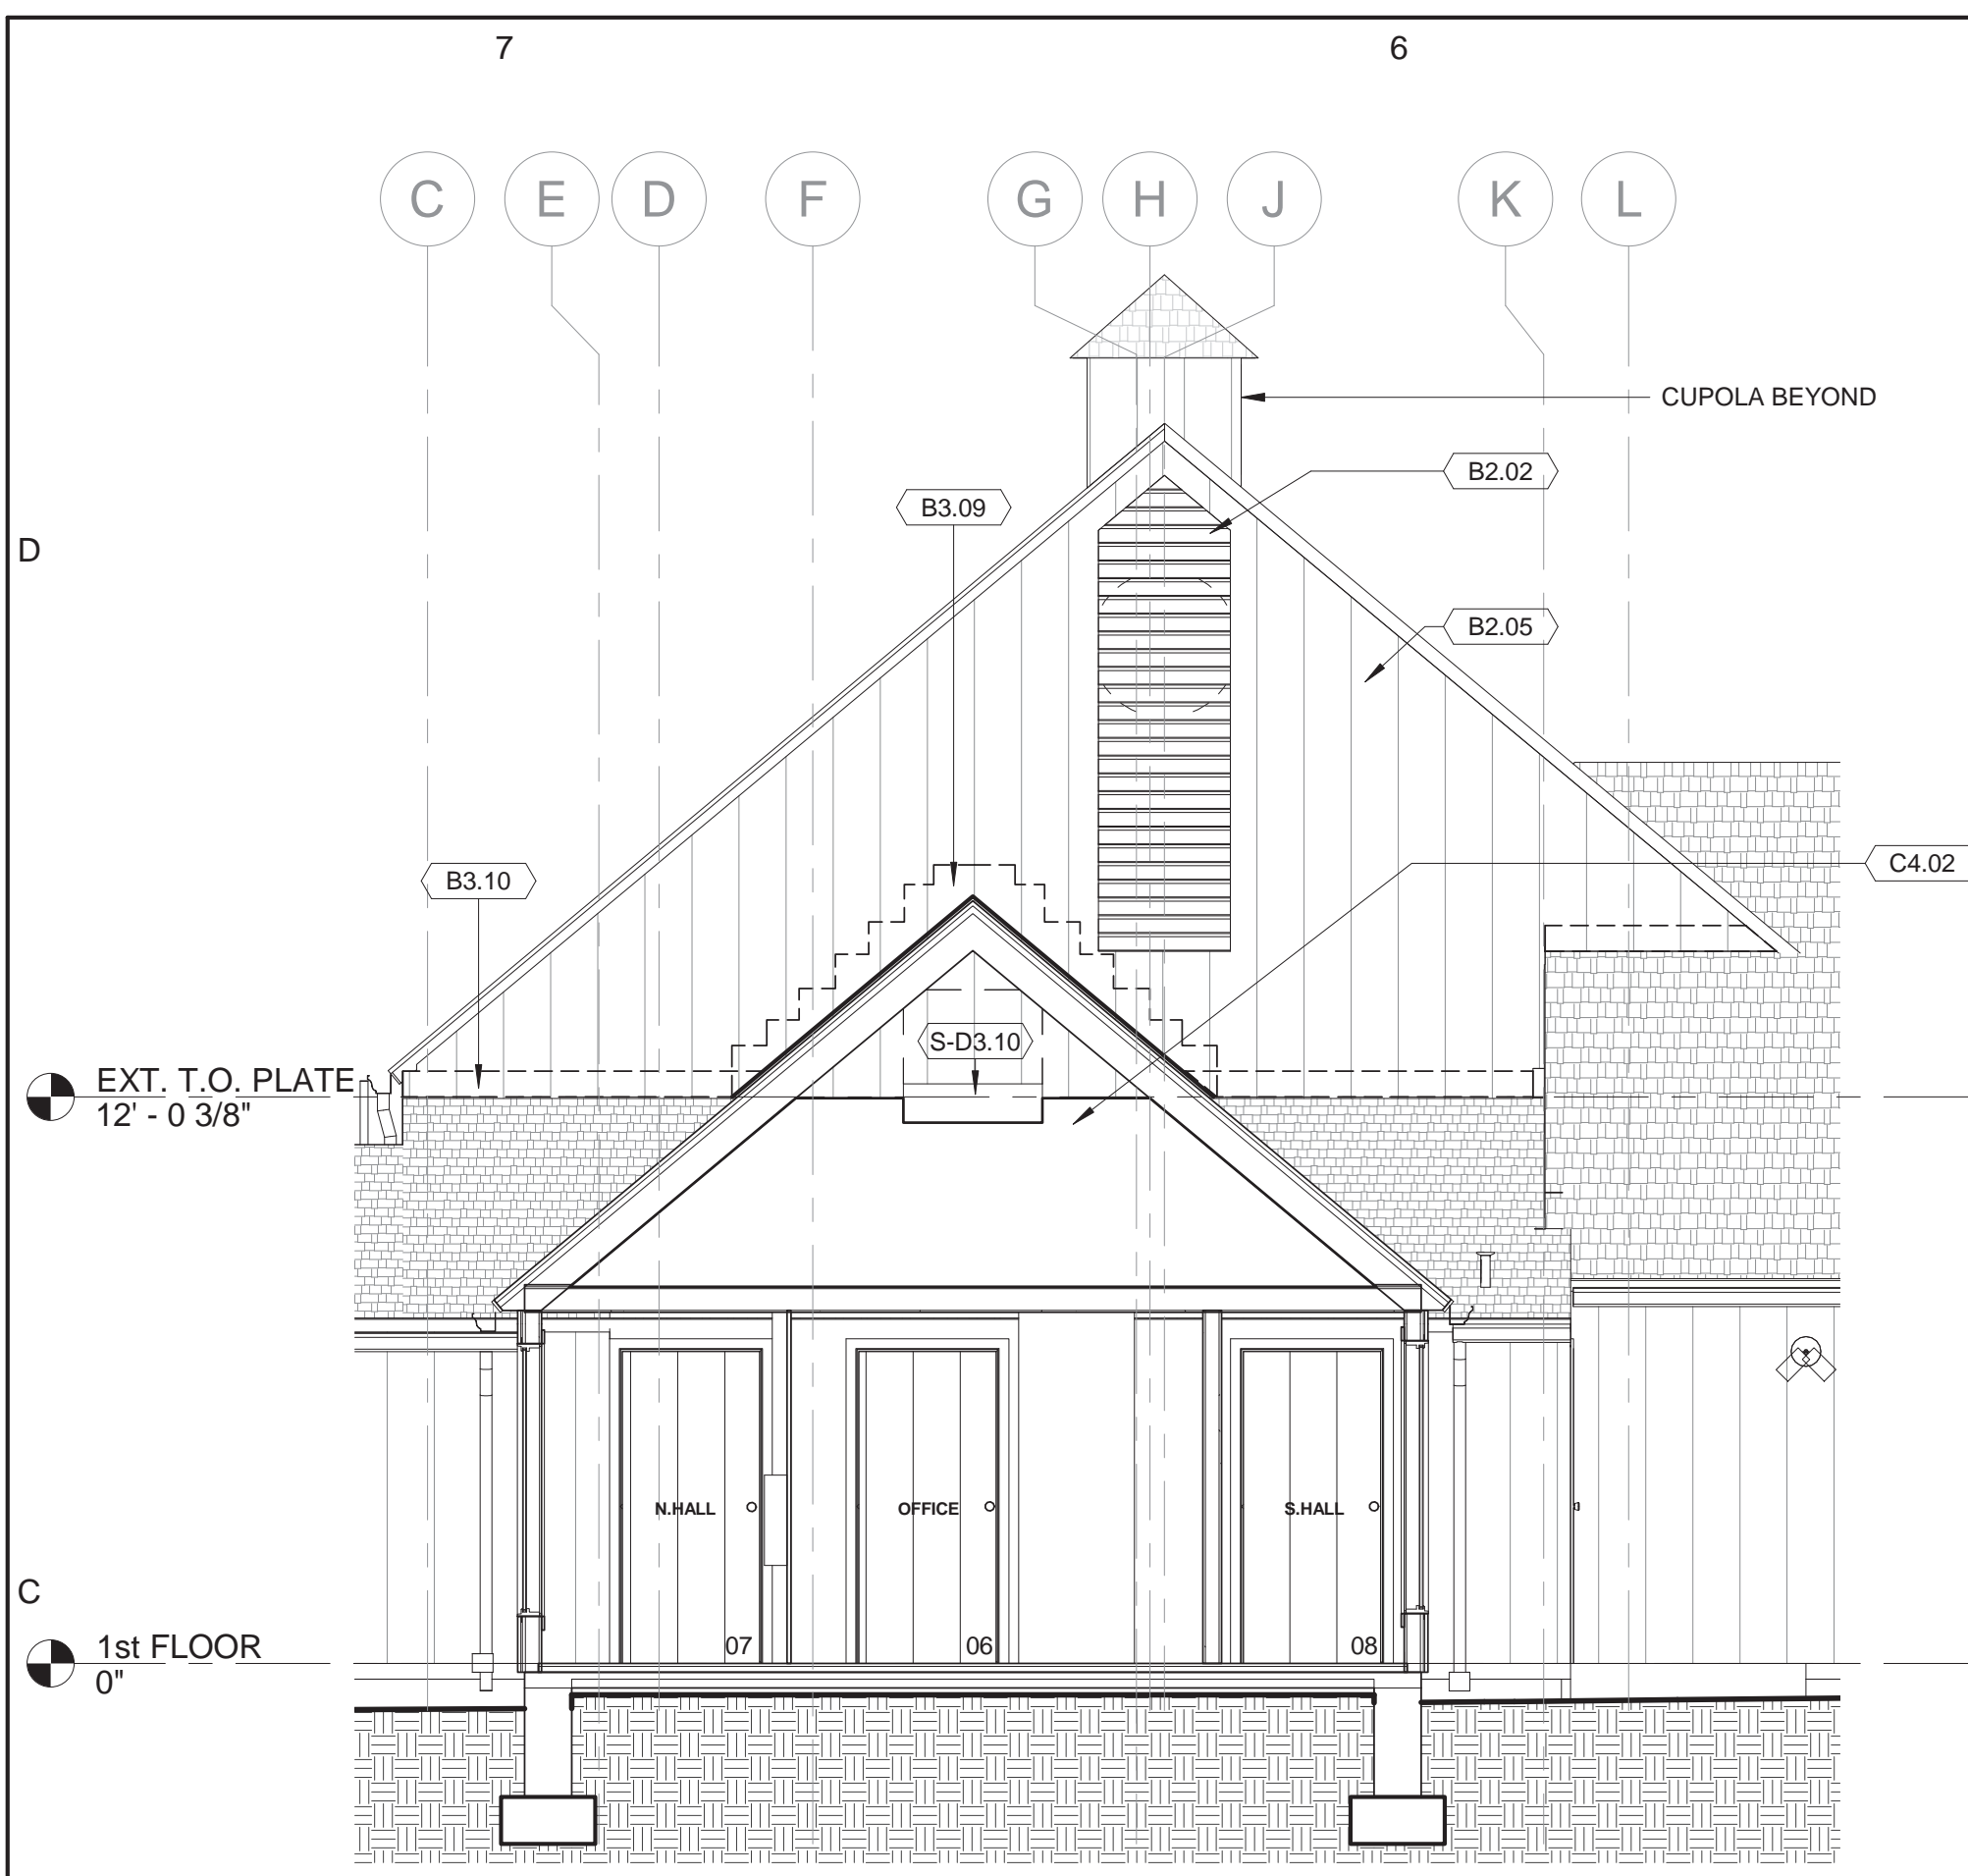 7
6
C
E
D
F
G
H
J
K
L
CUPOLA BEYOND
B2.02
B3.09
D
B2.05
C4.02
B3.10
S-D3.10
EXT. T.O. PLATE
12' - 0 3/8"
N.HALL
OFFICE
S.HALL
C
07
06
08
1st FLOOR
0"